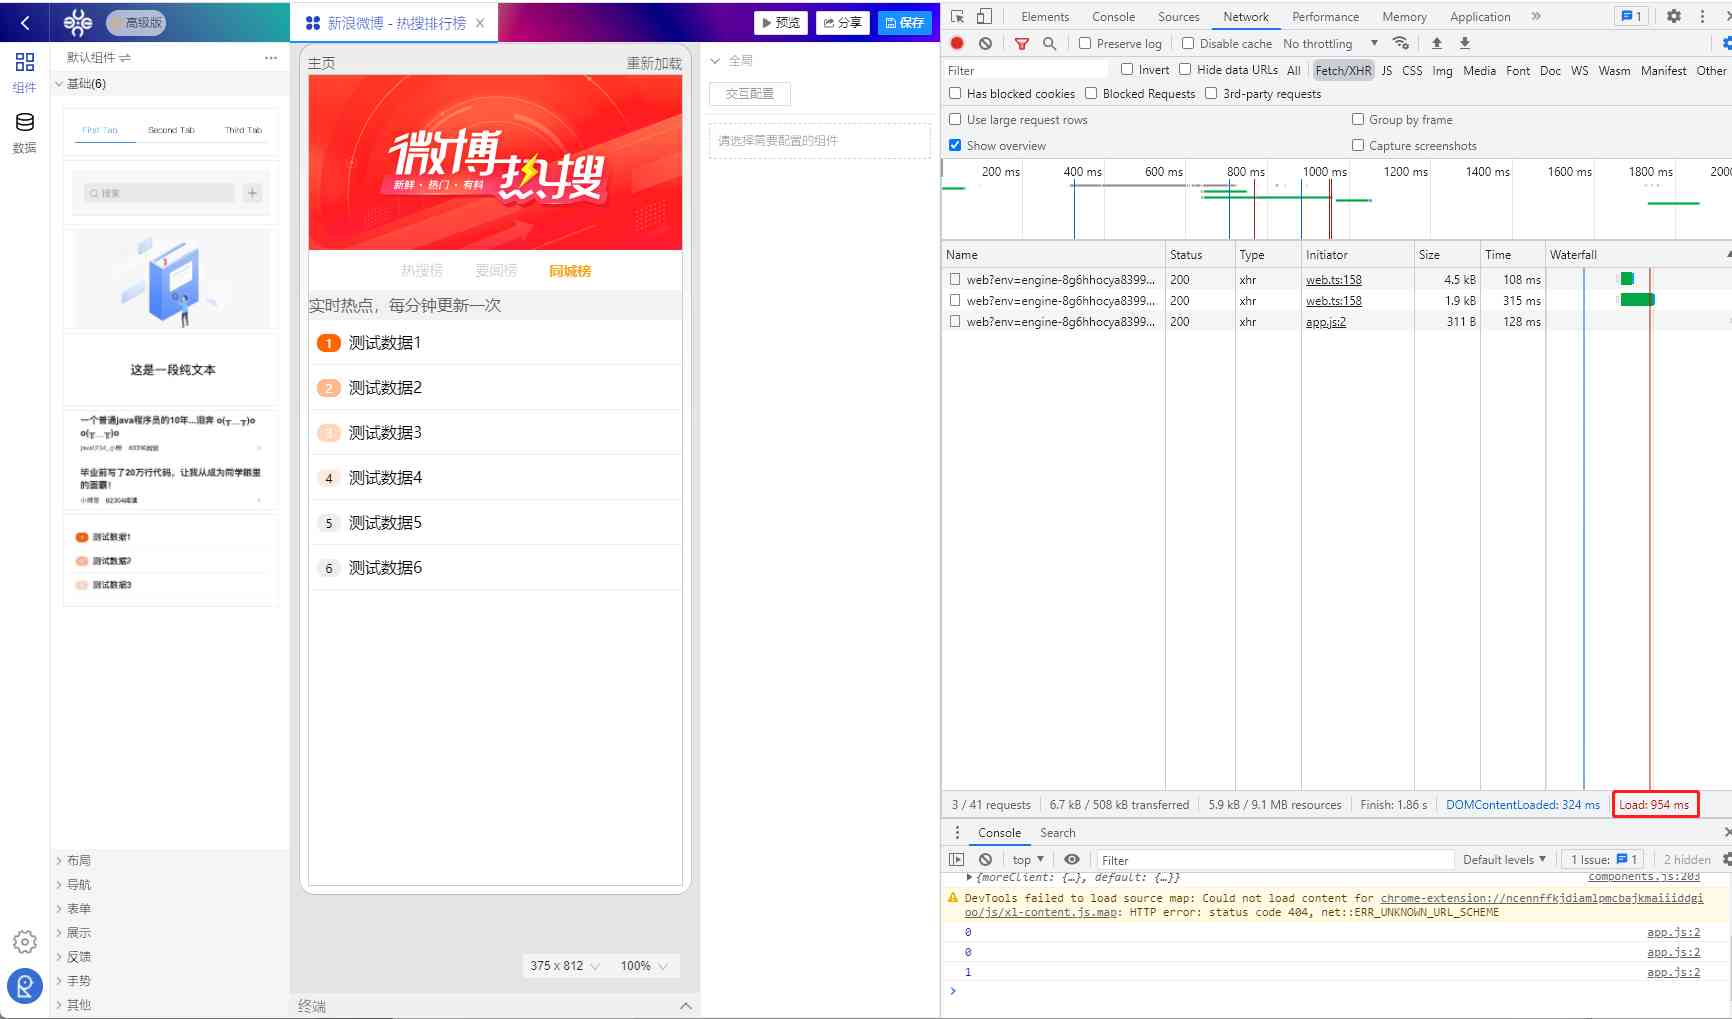 高级版
新浪微博 - 热搜排行榜
预览
分享
保存
组件
数据
默认组件
基础(6)
First Tab
Second Tab
Third Tab
搜索
这是一段纯文本
一个普通java程序员的10年...泪奔 o(╥﹏╥)o
o(╥﹏╥)o
毕业前写了20万行代码，让我从成为同学眼里
的面霸！
测试数据1
测试数据2
测试数据3
布局
导航
表单
展示
反馈
手势
其他
主页
重新加载
微博热搜
新鲜・热门・有料
热搜榜
要闻榜
同城榜
实时热点，每分钟更新一次
1 测试数据1
2 测试数据2
3 测试数据3
4 测试数据4
5 测试数据5
6 测试数据6
375 x 812
100%
终端
全局
交互配置
请选择需要配置的组件
Elements
Console
Sources
Network
Performance
Memory
Application
1
Preserve log
Disable cache
No throttling
Filter
Invert
Hide data URLs
All
Fetch/XHR
JS
CSS
Img
Media
Font
Doc
WS
Wasm
Manifest
Other
Has blocked cookies
Blocked Requests
3rd-party requests
Use large request rows
Group by frame
Show overview
Capture screenshots
200 ms
400 ms
600 ms
800 ms
1000 ms
1200 ms
1400 ms
1600 ms
1800 ms
Name
Status
Type
Initiator
Size
Time
Waterfall
web?env=engine-8g6hhocya8399... 200 xhr web.ts:158 4.5 kB 108 ms
web?env=engine-8g6hhocya8399... 200 xhr web.ts:158 1.9 kB 315 ms
web?env=engine-8g6hhocya8399... 200 xhr app.js:2 311 B 128 ms
3 / 41 requests
6.7 kB / 508 kB transferred
5.9 kB / 9.1 MB resources
Finish: 1.86 s
DOMContentLoaded: 324 ms
Load: 954 ms
Console
Search
top
Filter
Default levels
1 Issue: 1
2 hidden
{moreClient: {…}, default: {…}}
components.js:203
DevTools failed to load source map: Could not load content for chrome-extension://ncennffkjdiamlpmcbajkmaiiiddgi
oo/js/xl-content.js.map: HTTP error: status code 404, net::ERR_UNKNOWN_URL_SCHEME
0 app.js:2
0 app.js:2
1 app.js:2